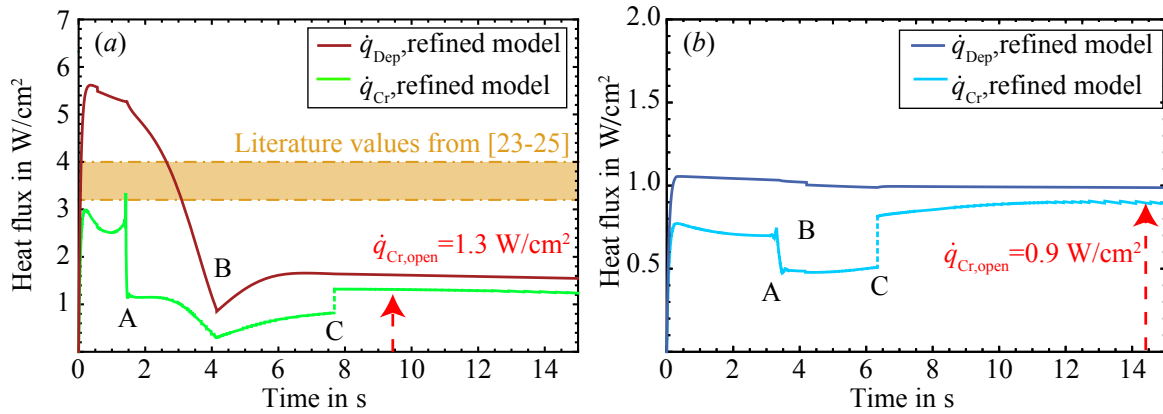 (a)
q̇Dep,refined model
q̇Cr,refined model
Literature values from [23-25]
q̇Cr,open=1.3 W/cm²
A
B
C
Heat flux in W/cm²
7
6
5
4
3
2
1
0 2 4 6 8 10 12 14
Time in s
(b)
q̇Dep,refined model
q̇Cr,refined model
q̇Cr,open=0.9 W/cm²
A
B
C
Heat flux in W/cm²
2.0
1.5
1.0
0.5
0 2 4 6 8 10 12 14
Time in s